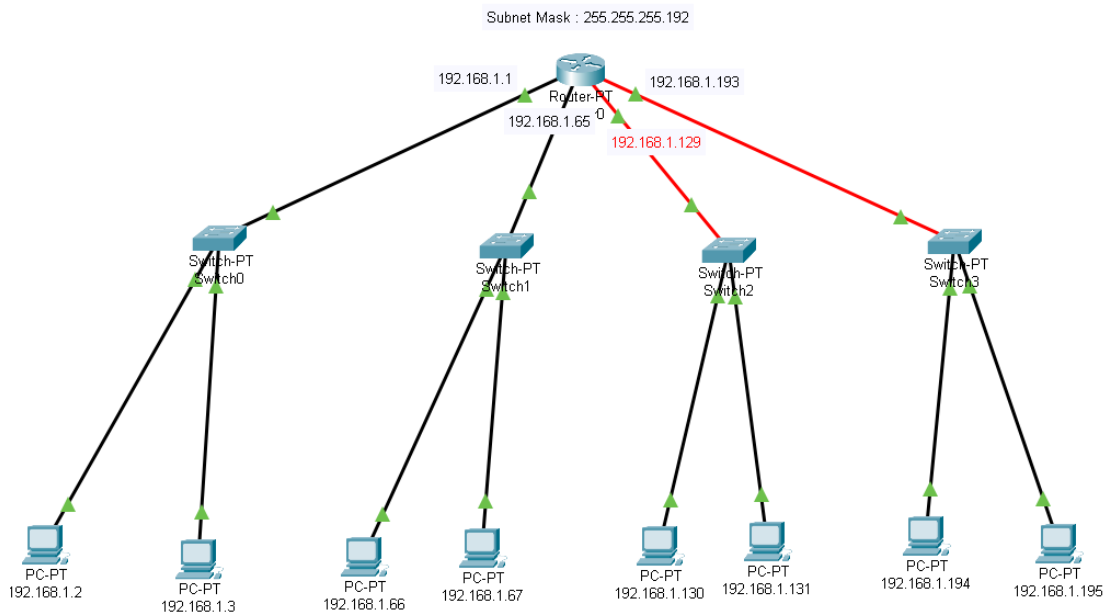 Subnet Mask : 255.255.255.192
192.168.1.1
192.168.1.193
Router-PT
0
192.168.1.65
192.168.1.129
Switch-PT
Switch0
Switch-PT
Switch1
Switch-PT
Switch2
Switch-PT
Switch3
PC-PT
192.168.1.2
PC-PT
192.168.1.3
PC-PT
192.168.1.66
PC-PT
192.168.1.67
PC-PT
192.168.1.130
PC-PT
192.168.1.131
PC-PT
192.168.1.194
PC-PT
192.168.1.195